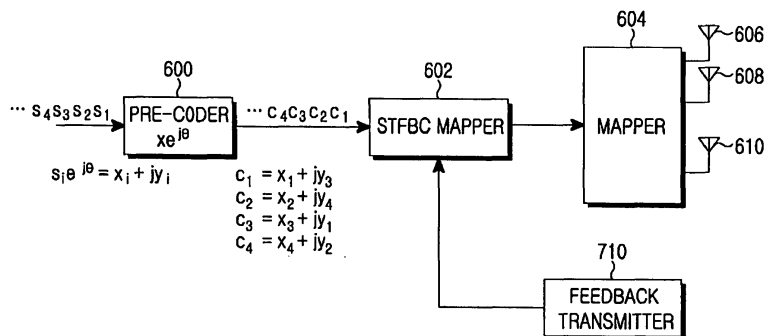 600
602
604
606
608
610
710
··· S₄S₃S₂S₁
PRE-CODER
xe^{jθ}
··· C₄C₃C₂C₁
STFBC MAPPER
MAPPER
s_i e^{jθ} = x_i + jy_i
c₁ = x₁ + jy₃
c₂ = x₂ + jy₄
c₃ = x₃ + jy₁
c₄ = x₄ + jy₂
FEEDBACK
TRANSMITTER